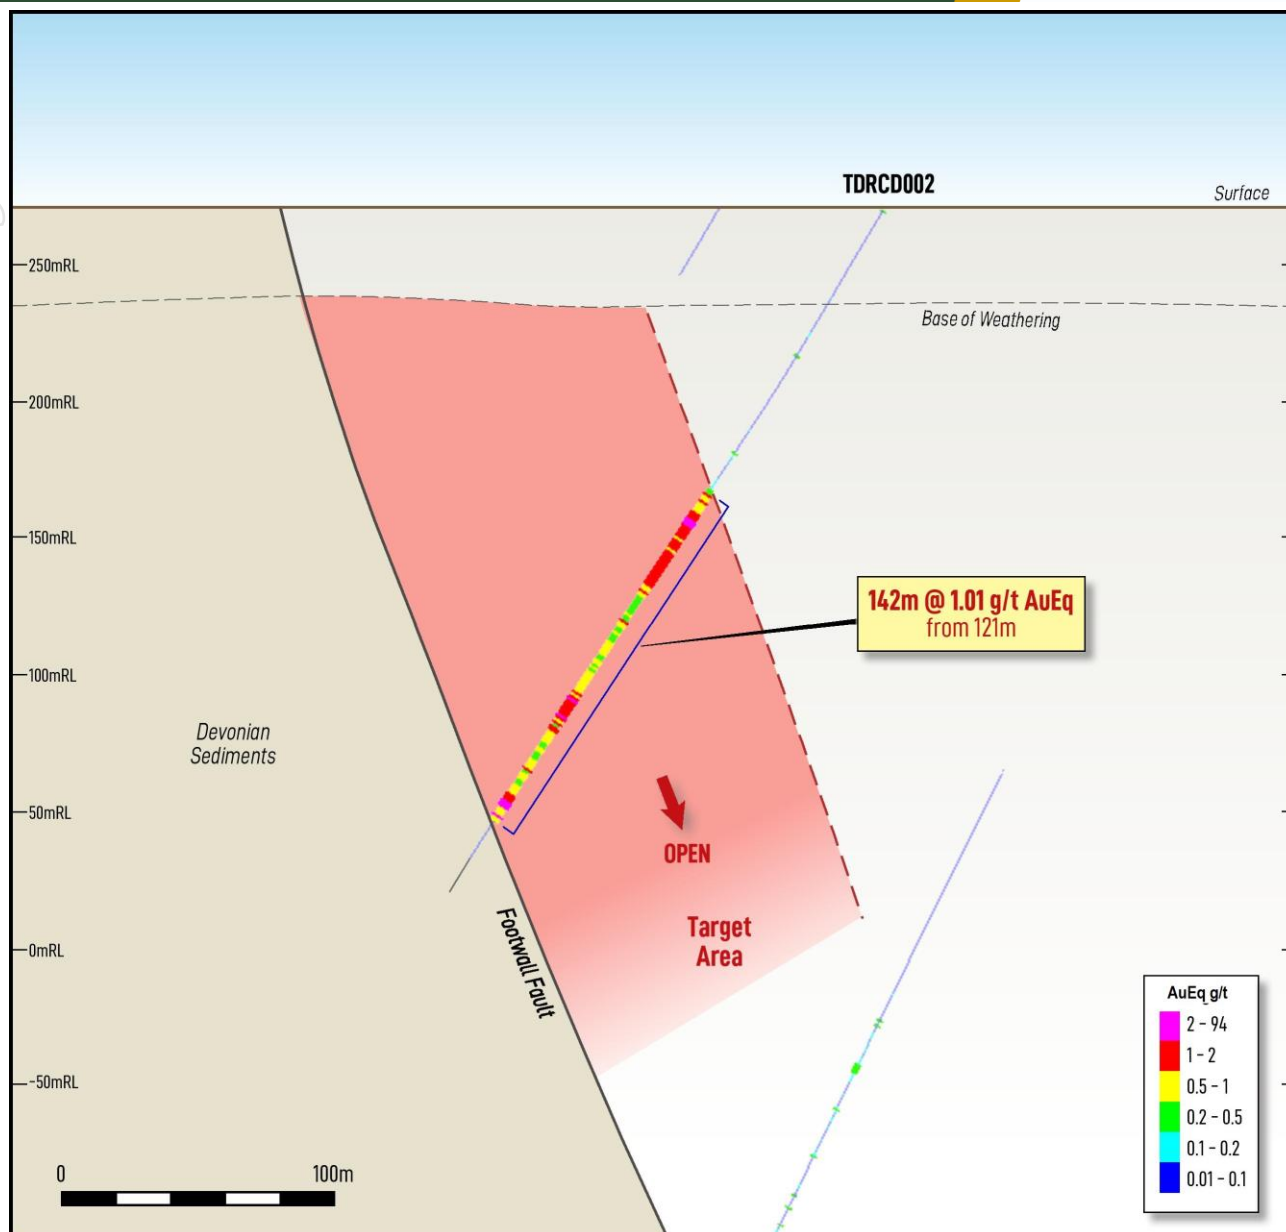 TDRCD002
Surface
250mRL
Base of Weathering
200mRL
150mRL
142m @ 1.01 g/t AuEq
from 121m
100mRL
Devonian
Sediments
50mRL
OPEN
Target
Area
Footwall Fault
0mRL
-50mRL
AuEq g/t
2 - 94
1 - 2
0.5 - 1
0.2 - 0.5
0.1 - 0.2
0.01 - 0.1
0 100m